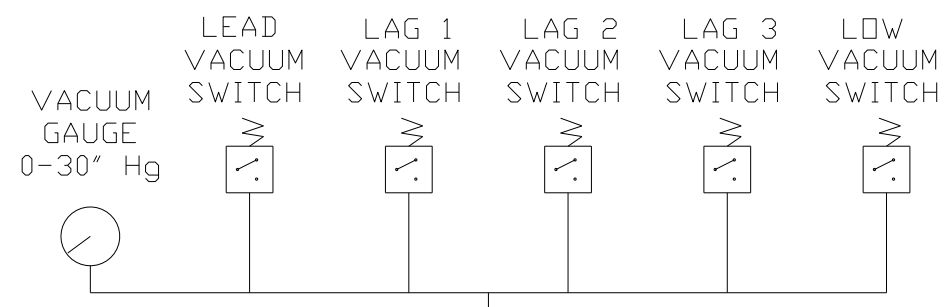 LEAD
VACUUM
SWITCH
LAG 1
VACUUM
SWITCH
LAG 2
VACUUM
SWITCH
LAG 3
VACUUM
SWITCH
LOW
VACUUM
SWITCH
VACUUM
GAUGE
0-30" Hg